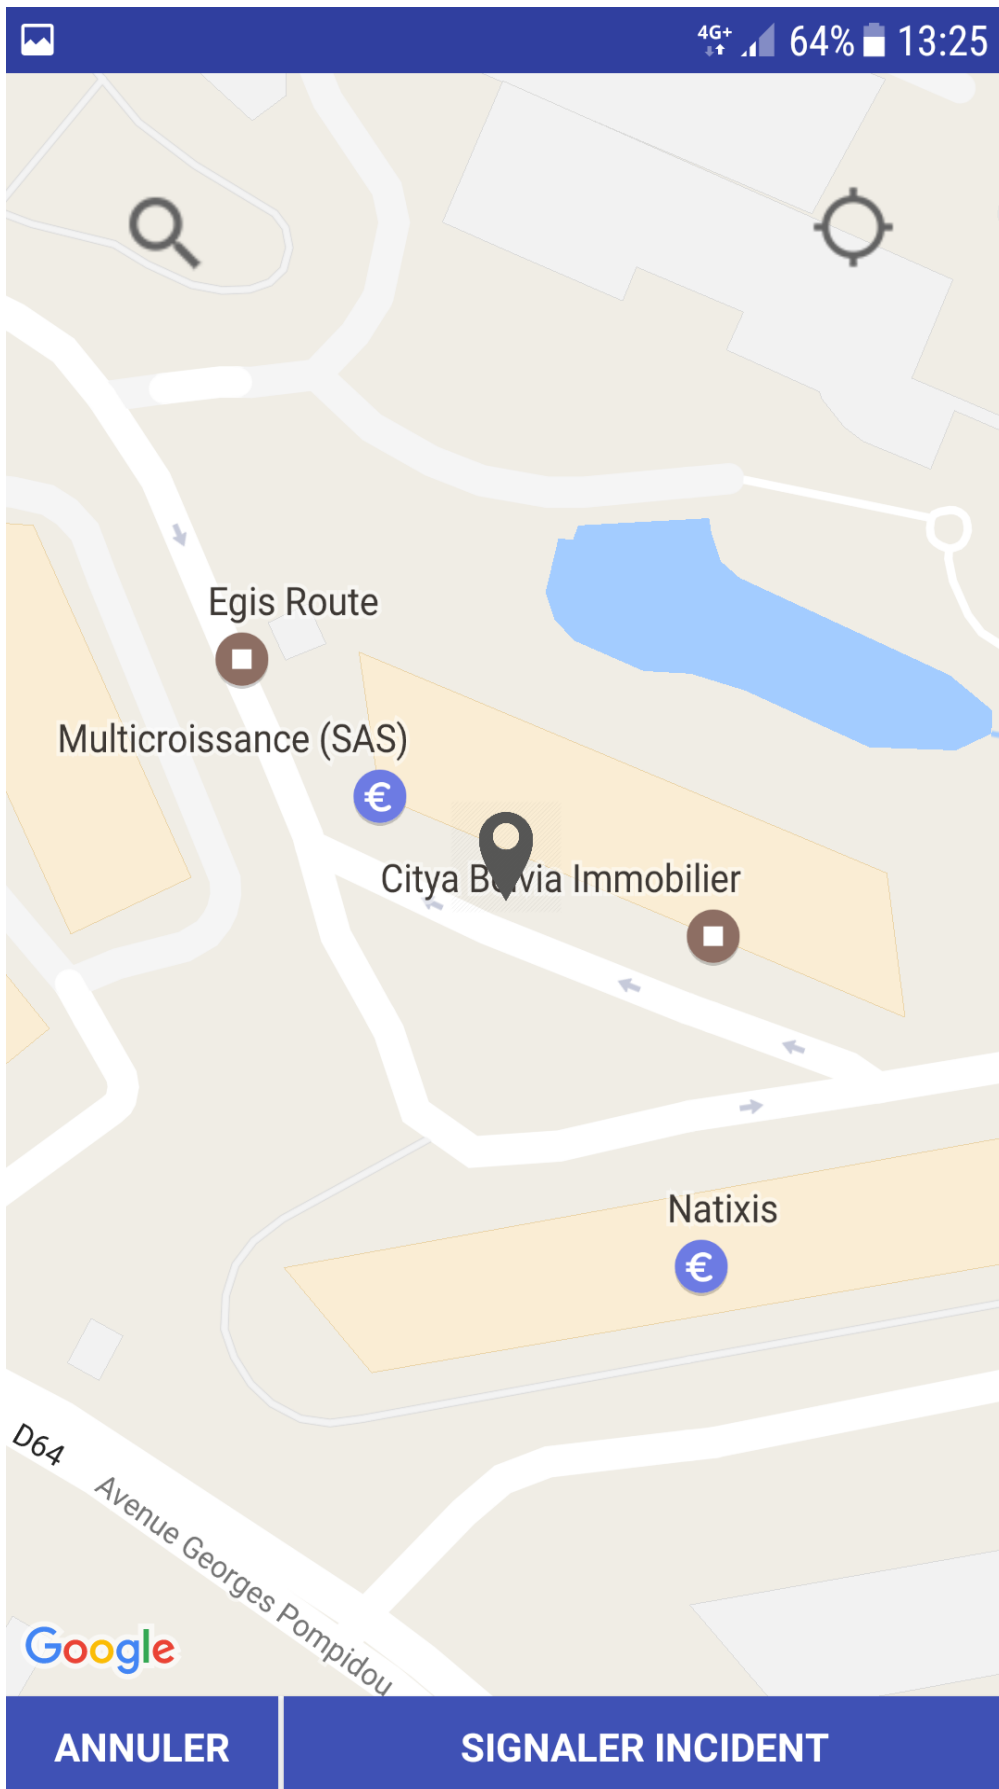 4G+ 64% 13:25
Egis Route
Multicroissance (SAS)
€
Citya Belvia Immobilier
Natixis
€
D64
Avenue Georges Pompidou
Google
ANNULER
SIGNALER INCIDENT